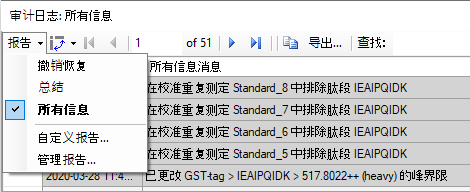 审计日志: 所有信息
报告 1 of 51 导出... 查找:
撤销恢复
总结
所有信息
自定义报告...
管理报告...
所有信息消息
在校准重复测定 Standard_8 中排除肽段 IEAIPQIDK
在校准重复测定 Standard_7 中排除肽段 IEAIPQIDK
在校准重复测定 Standard_6 中排除肽段 IEAIPQIDK
在校准重复测定 Standard_5 中排除肽段 IEAIPQIDK
2020-03-28 11:4... 已更改 GST-tag > IEAIPQIDK > 517.8022++ (heavy) 的峰界限